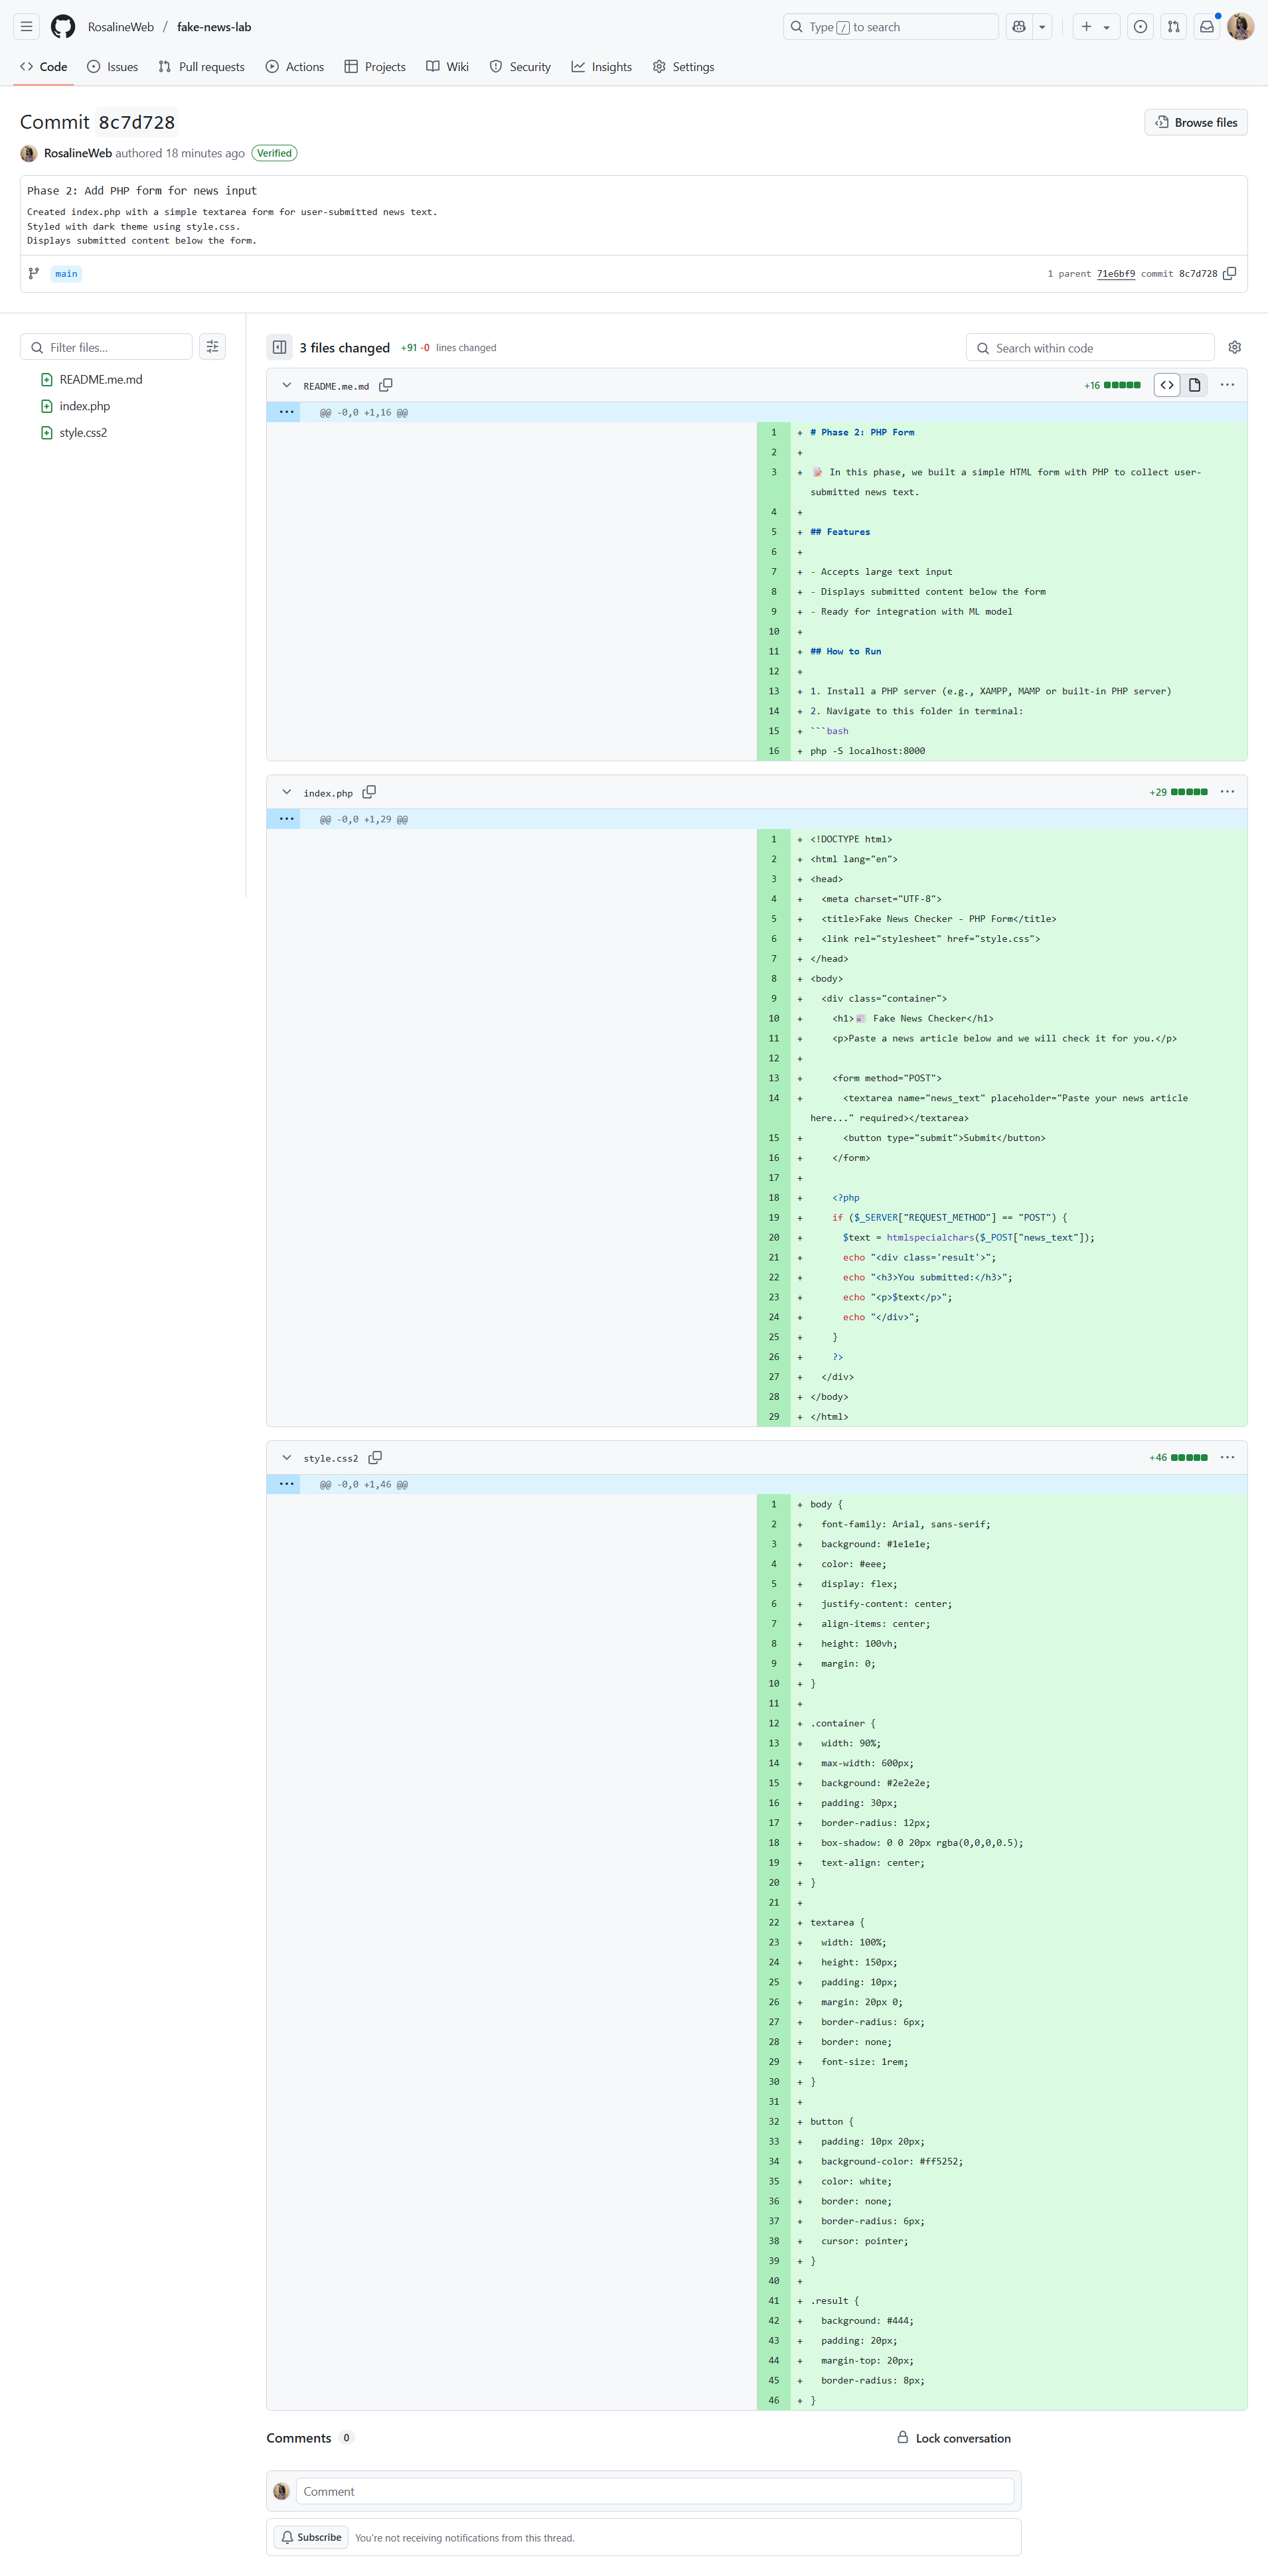 RosalineWeb / fake-news-lab
Type / to search
Code
Issues
Pull requests
Actions
Projects
Wiki
Security
Insights
Settings
Commit 8c7d728
Browse files
RosalineWeb authored 18 minutes ago Verified
Phase 2: Add PHP form for news input
Created index.php with a simple textarea form for user-submitted news text.
Styled with dark theme using style.css.
Displays submitted content below the form.
main
1 parent 71e6bf9 commit 8c7d728
Filter files...
README.me.md
index.php
style.css2
3 files changed +91 -0 lines changed
Search within code
README.me.md
+16
@@ -0,0 +1,16 @@
1 + # Phase 2: PHP Form
2 +
3 + 📝 In this phase, we built a simple HTML form with PHP to collect user-
submitted news text.
4 +
5 + ## Features
6 +
7 + - Accepts large text input
8 + - Displays submitted content below the form
9 + - Ready for integration with ML model
10 +
11 + ## How to Run
12 +
13 + 1. Install a PHP server (e.g., XAMPP, MAMP or built-in PHP server)
14 + 2. Navigate to this folder in terminal:
15 + ```bash
16 + php -S localhost:8000
index.php
+29
@@ -0,0 +1,29 @@
1 + <!DOCTYPE html>
2 + <html lang="en">
3 + <head>
4 + <meta charset="UTF-8">
5 + <title>Fake News Checker - PHP Form</title>
6 + <link rel="stylesheet" href="style.css">
7 + </head>
8 + <body>
9 + <div class="container">
10 + <h1>📰 Fake News Checker</h1>
11 + <p>Paste a news article below and we will check it for you.</p>
12 +
13 + <form method="POST">
14 + <textarea name="news_text" placeholder="Paste your news article
here..." required></textarea>
15 + <button type="submit">Submit</button>
16 + </form>
17 +
18 + <?php
19 + if ($_SERVER["REQUEST_METHOD"] == "POST") {
20 + $text = htmlspecialchars($_POST["news_text"]);
21 + echo "<div class='result'>";
22 + echo "<h3>You submitted:</h3>";
23 + echo "<p>$text</p>";
24 + echo "</div>";
25 + }
26 + ?>
27 + </div>
28 + </body>
29 + </html>
style.css2
+46
@@ -0,0 +1,46 @@
1 + body {
2 + font-family: Arial, sans-serif;
3 + background: #1e1e1e;
4 + color: #eee;
5 + display: flex;
6 + justify-content: center;
7 + align-items: center;
8 + height: 100vh;
9 + margin: 0;
10 + }
11 +
12 + .container {
13 + width: 90%;
14 + max-width: 600px;
15 + background: #2e2e2e;
16 + padding: 30px;
17 + border-radius: 12px;
18 + box-shadow: 0 0 20px rgba(0,0,0,0.5);
19 + text-align: center;
20 + }
21 +
22 + textarea {
23 + width: 100%;
24 + height: 150px;
25 + padding: 10px;
26 + margin: 20px 0;
27 + border-radius: 6px;
28 + border: none;
29 + font-size: 1rem;
30 + }
31 +
32 + button {
33 + padding: 10px 20px;
34 + background-color: #ff5252;
35 + color: white;
36 + border: none;
37 + border-radius: 6px;
38 + cursor: pointer;
39 + }
40 +
41 + .result {
42 + background: #444;
43 + padding: 20px;
44 + margin-top: 20px;
45 + border-radius: 8px;
46 + }
Comments 0
Lock conversation
Comment
Subscribe You're not receiving notifications from this thread.